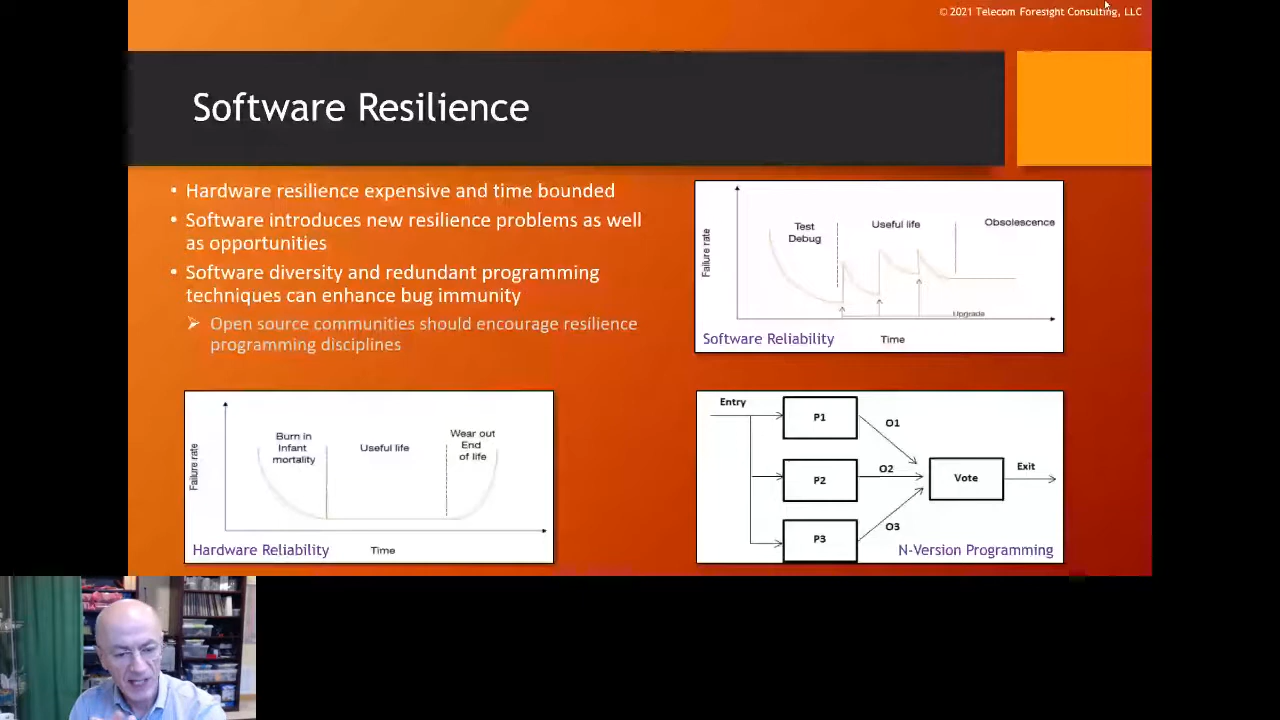 © 2021 Telecom Foresight Consulting, LLC
Software Resilience
• Hardware resilience expensive and time bounded
• Software introduces new resilience problems as well
as opportunities
• Software diversity and redundant programming
techniques can enhance bug immunity
➢ Open source communities should encourage resilience
programming disciplines
Failure rate
Test
Debug
Useful life
Obsolescence
Upgrade
Software Reliability
Time
Failure rate
Burn in
Infant
mortality
Useful life
Wear out
End
of life
Hardware Reliability
Time
Entry
P1
O1
P2
O2
Vote
Exit
P3
O3
N-Version Programming